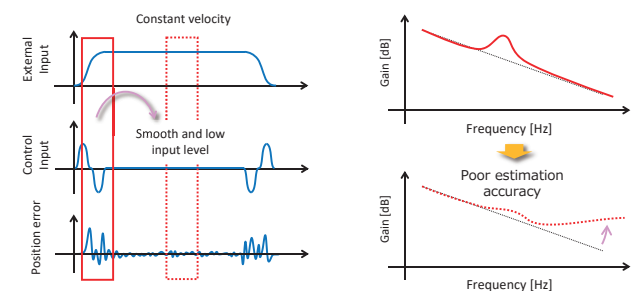 Constant velocity
External
Input
Smooth and low
input level
Control
Input
Position error
Gain [dB]
Frequency [Hz]
Poor estimation
accuracy
Gain [dB]
Frequency [Hz]